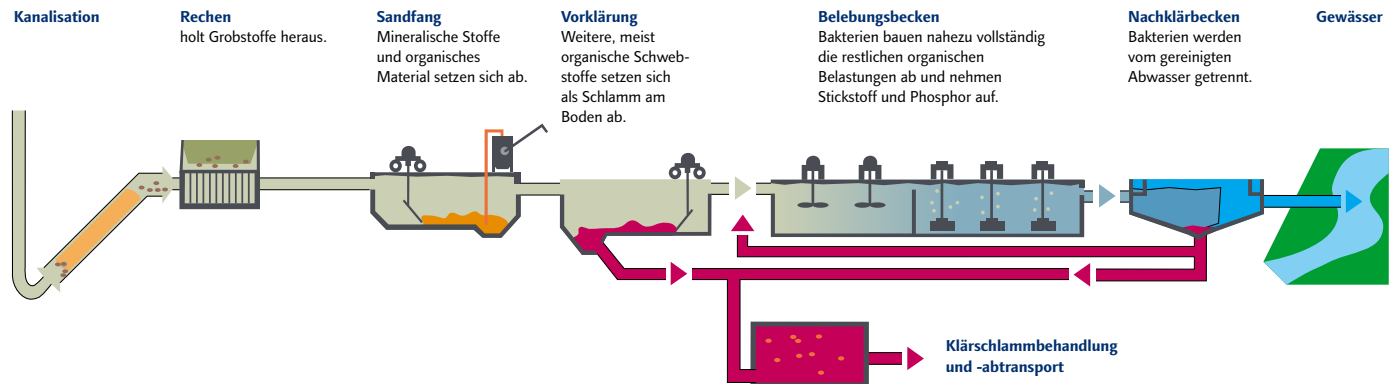 Kanalisation
Rechen
holt Grobstoffe heraus.
Sandfang
Mineralische Stoffe
und organisches
Material setzen sich ab.
Vorklärung
Weitere, meist
organische Schweb-
stoffe setzen sich
als Schlamm am
Boden ab.
Belebungsbecken
Bakterien bauen nahezu vollständig
die restlichen organischen
Belastungen ab und nehmen
Stickstoff und Phosphor auf.
Nachklärbecken
Bakterien werden
vom gereinigten
Abwasser getrennt.
Gewässer
Klärschlammbehandlung
und -abtransport